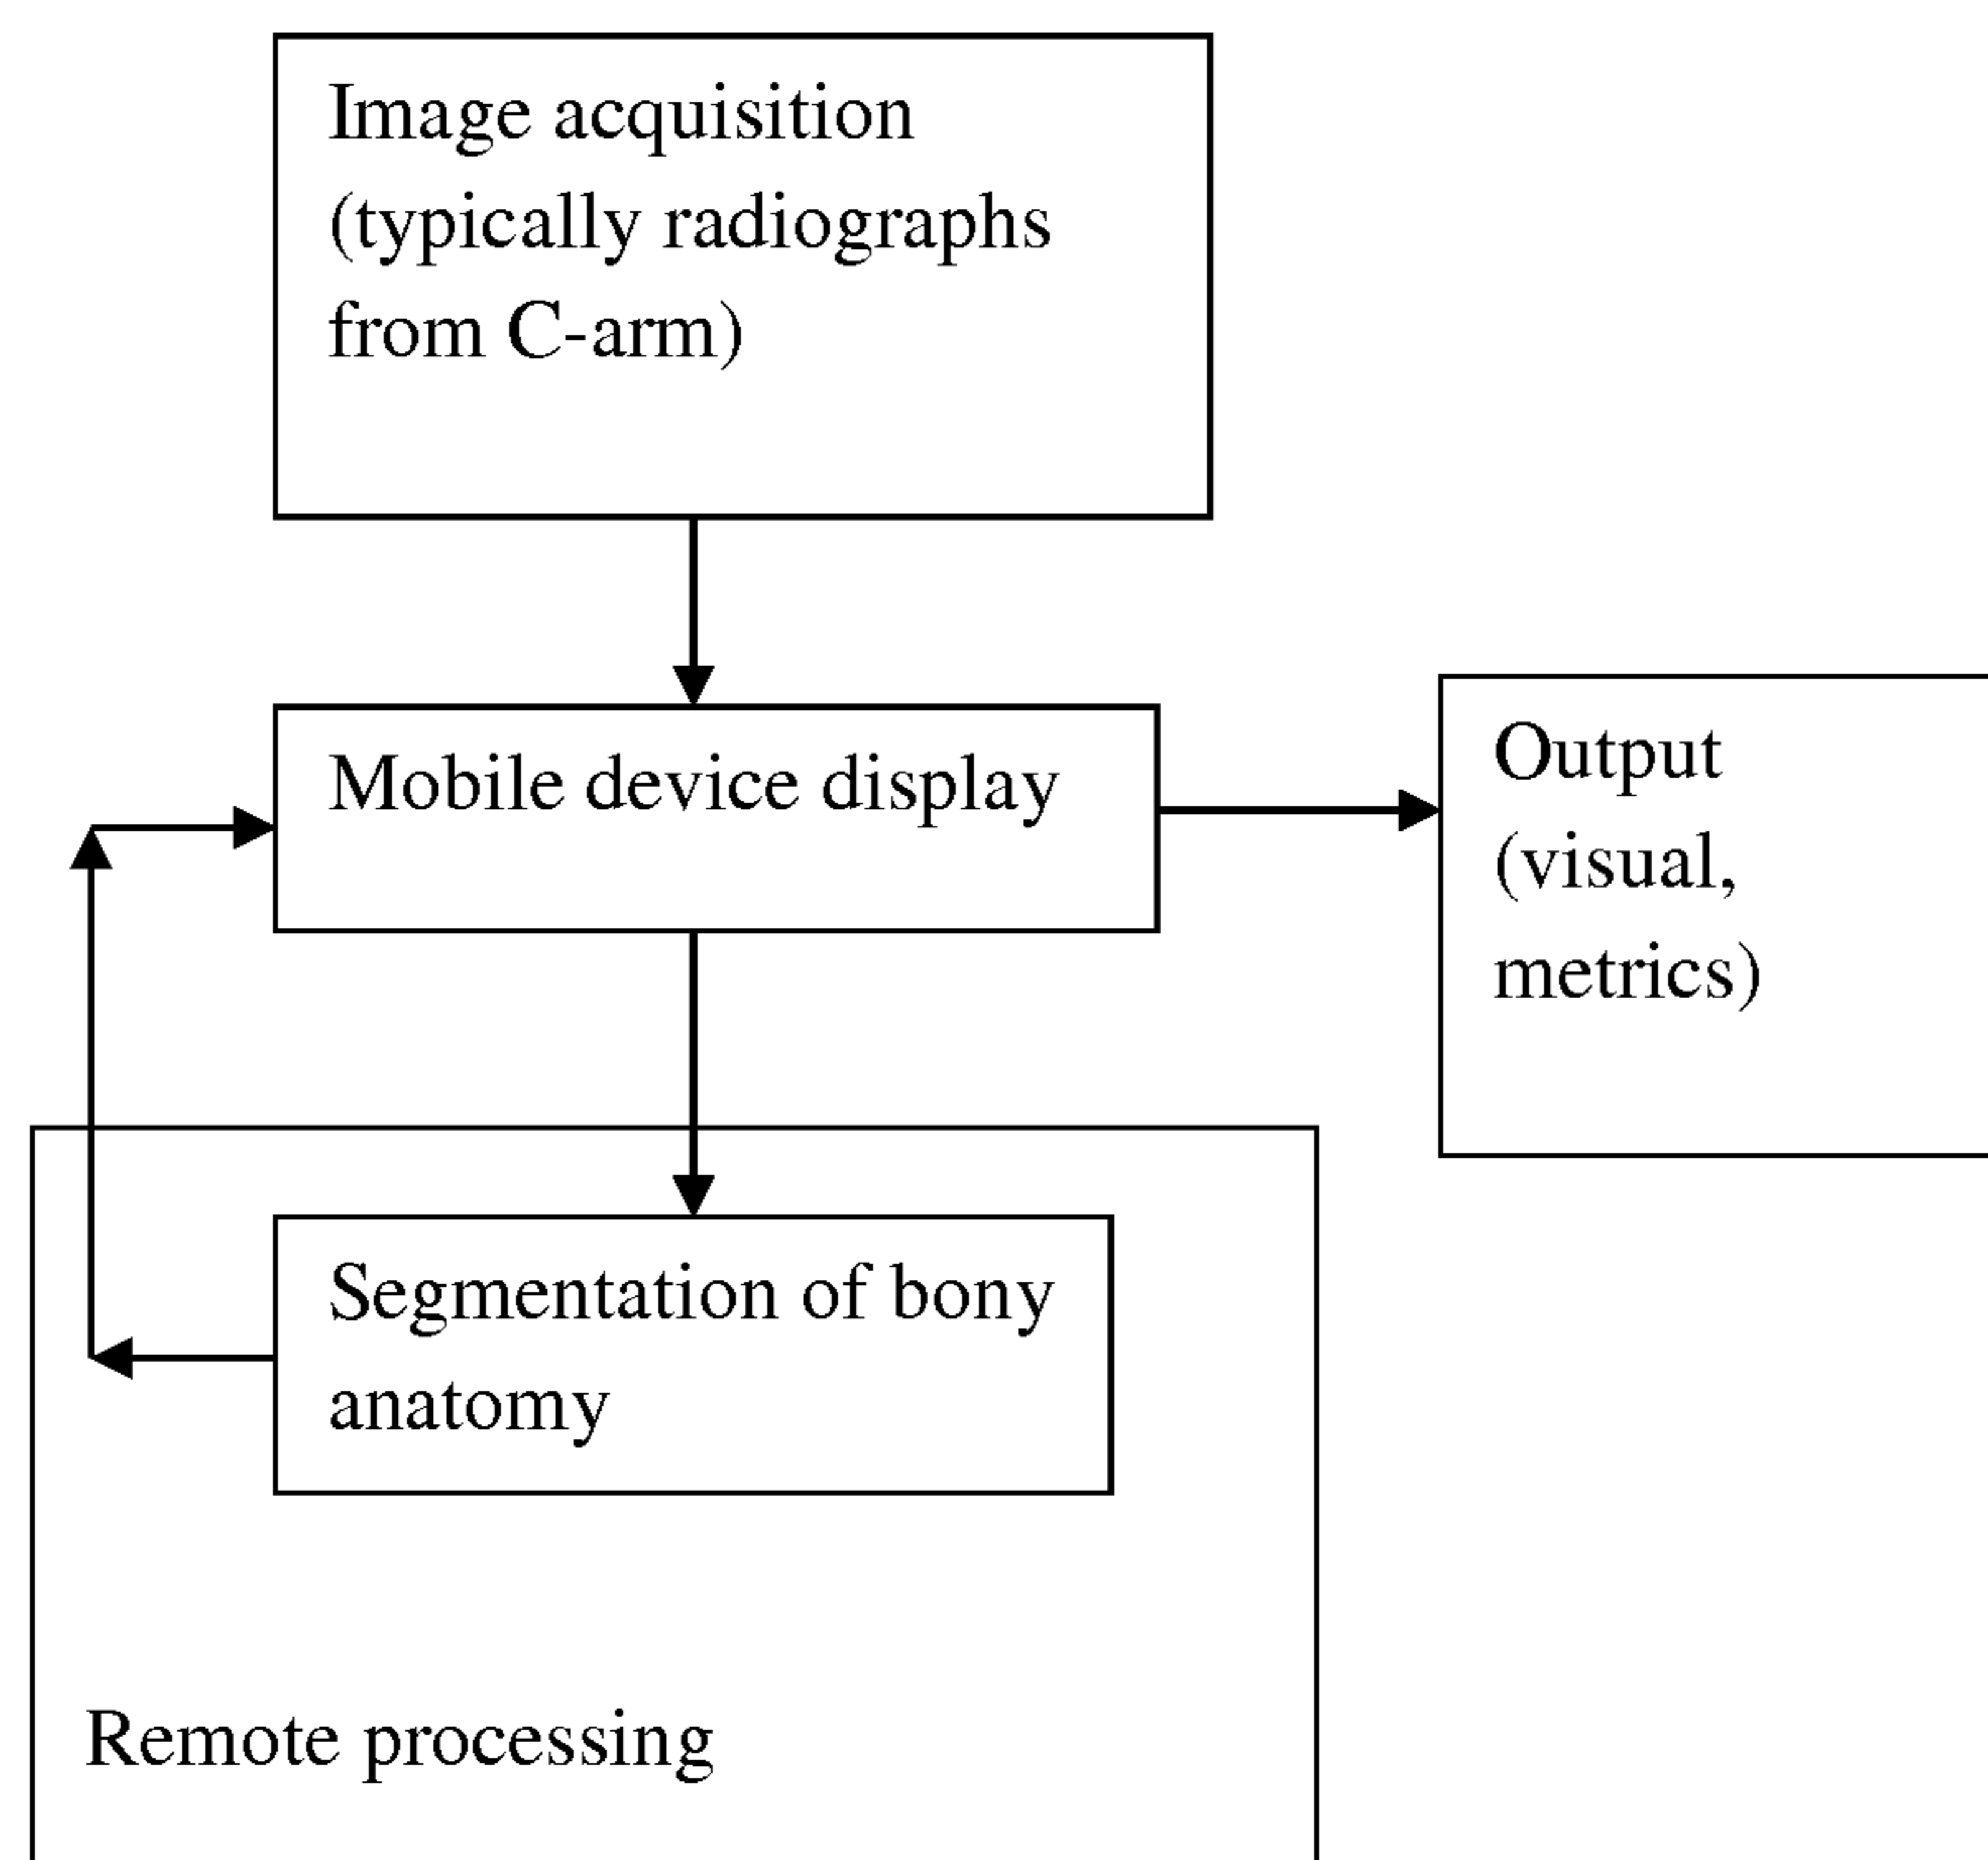 Image acquisition
(typically radiographs
from C-arm)
Mobile device display
Output
(visual,
metrics)
Segmentation of bony
anatomy
Remote processing